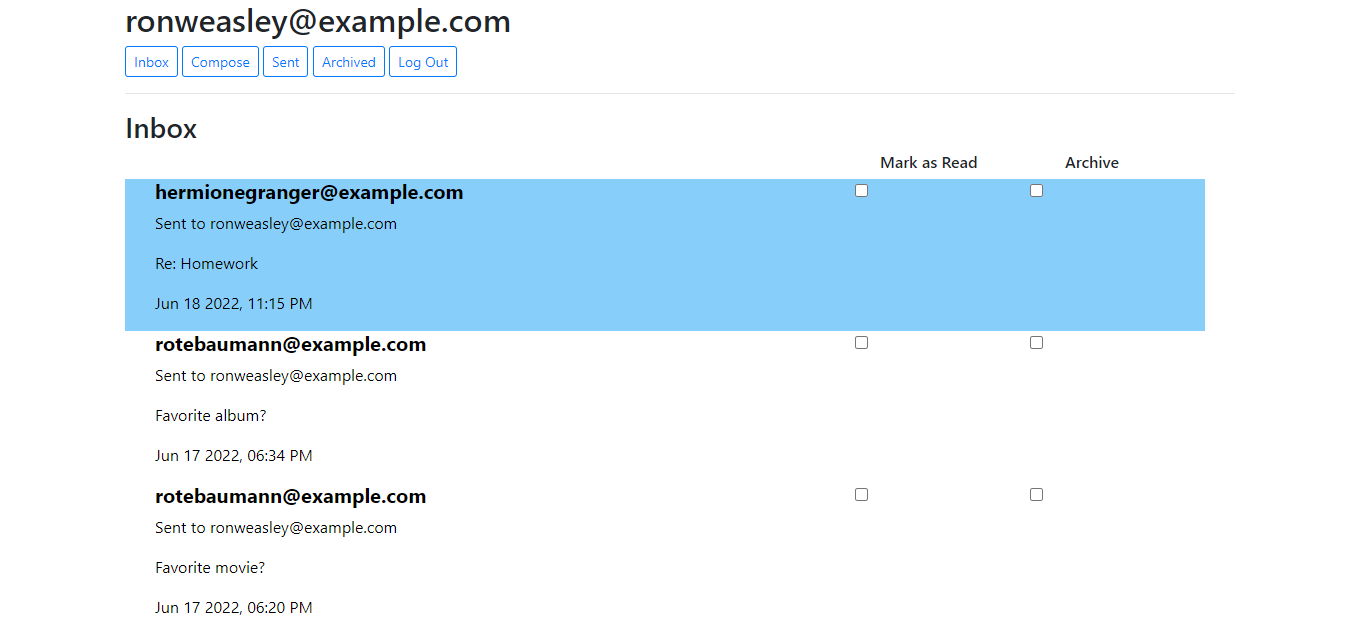 ronweasley@example.com
Inbox Compose Sent Archived Log Out
Inbox
Mark as Read Archive
hermionegranger@example.com
Sent to ronweasley@example.com
Re: Homework
Jun 18 2022, 11:15 PM
rotebaumann@example.com
Sent to ronweasley@example.com
Favorite album?
Jun 17 2022, 06:34 PM
rotebaumann@example.com
Sent to ronweasley@example.com
Favorite movie?
Jun 17 2022, 06:20 PM